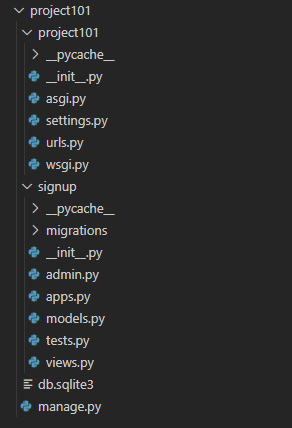 project101
project101
__pycache__
__init__.py
asgi.py
settings.py
urls.py
wsgi.py
signup
__pycache__
migrations
__init__.py
admin.py
apps.py
models.py
tests.py
views.py
db.sqlite3
manage.py